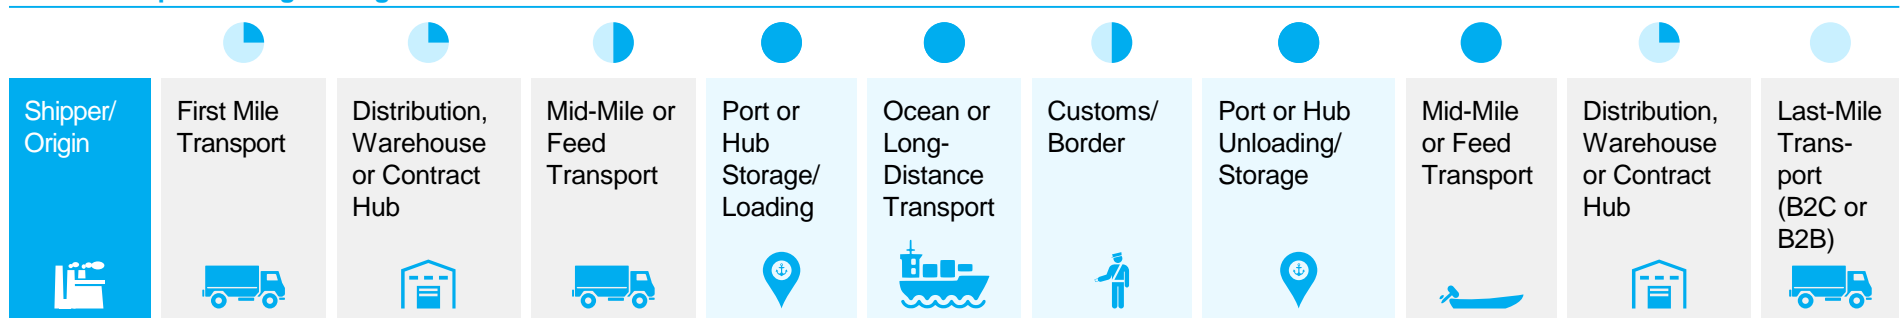 Shipper/
Origin
First Mile
Transport
Distribution,
Warehouse
or Contract
Hub
Mid-Mile or
Feed
Transport
Port or
Hub
Storage/
Loading
Ocean or
Long-
Distance
Transport
Customs/
Border
Port or Hub
Unloading/
Storage
Mid-Mile
or Feed
Transport
Distribution,
Warehouse
or Contract
Hub
Last-Mile
Trans-
port
(B2C or
B2B)